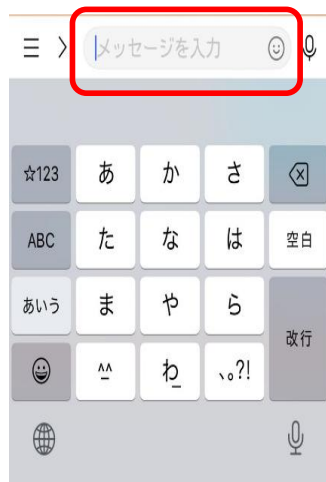 メッセージを入力
☆123 あ か さ
ABC た な は 空白
あいう ま や ら
改行
^^ わ 、。?!